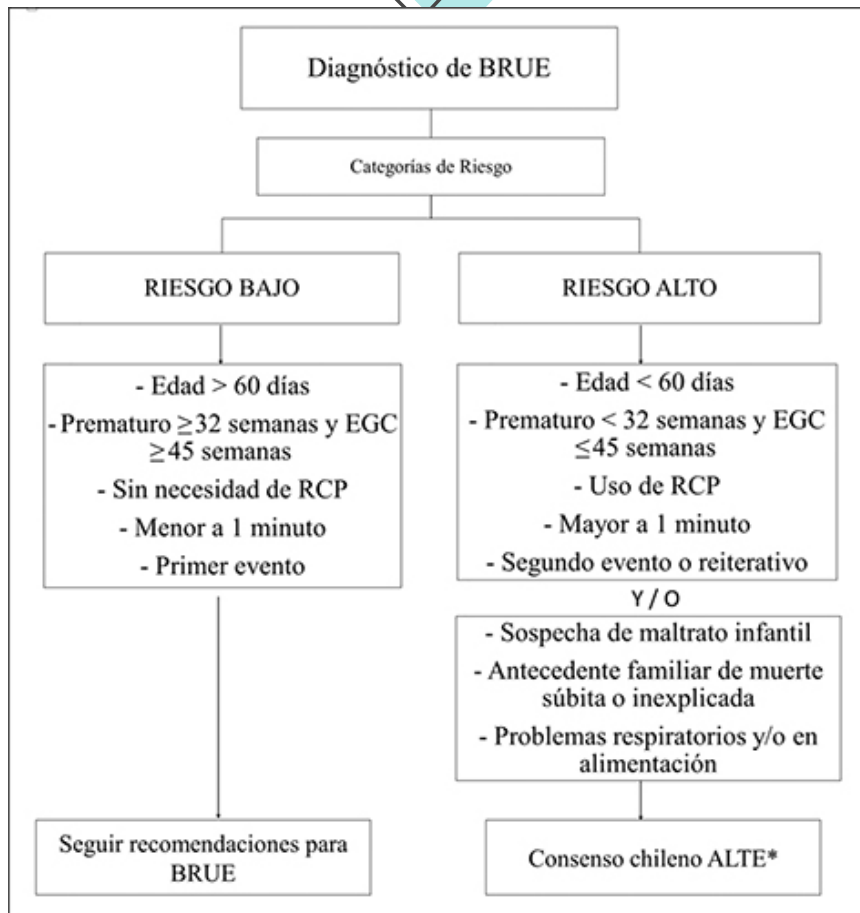 Diagnóstico de BRUE
Categorías de Riesgo
RIESGO BAJO
- Edad > 60 días
- Prematuro ≥32 semanas y EGC
≥45 semanas
- Sin necesidad de RCP
- Menor a 1 minuto
- Primer evento
Seguir recomendaciones para
BRUE
RIESGO ALTO
- Edad < 60 días
- Prematuro < 32 semanas y EGC
≤45 semanas
- Uso de RCP
- Mayor a 1 minuto
- Segundo evento o reiterativo
Y / O
- Sospecha de maltrato infantil
- Antecedente familiar de muerte
súbita o inexplicada
- Problemas respiratorios y/o en
alimentación
Consenso chileno ALTE*